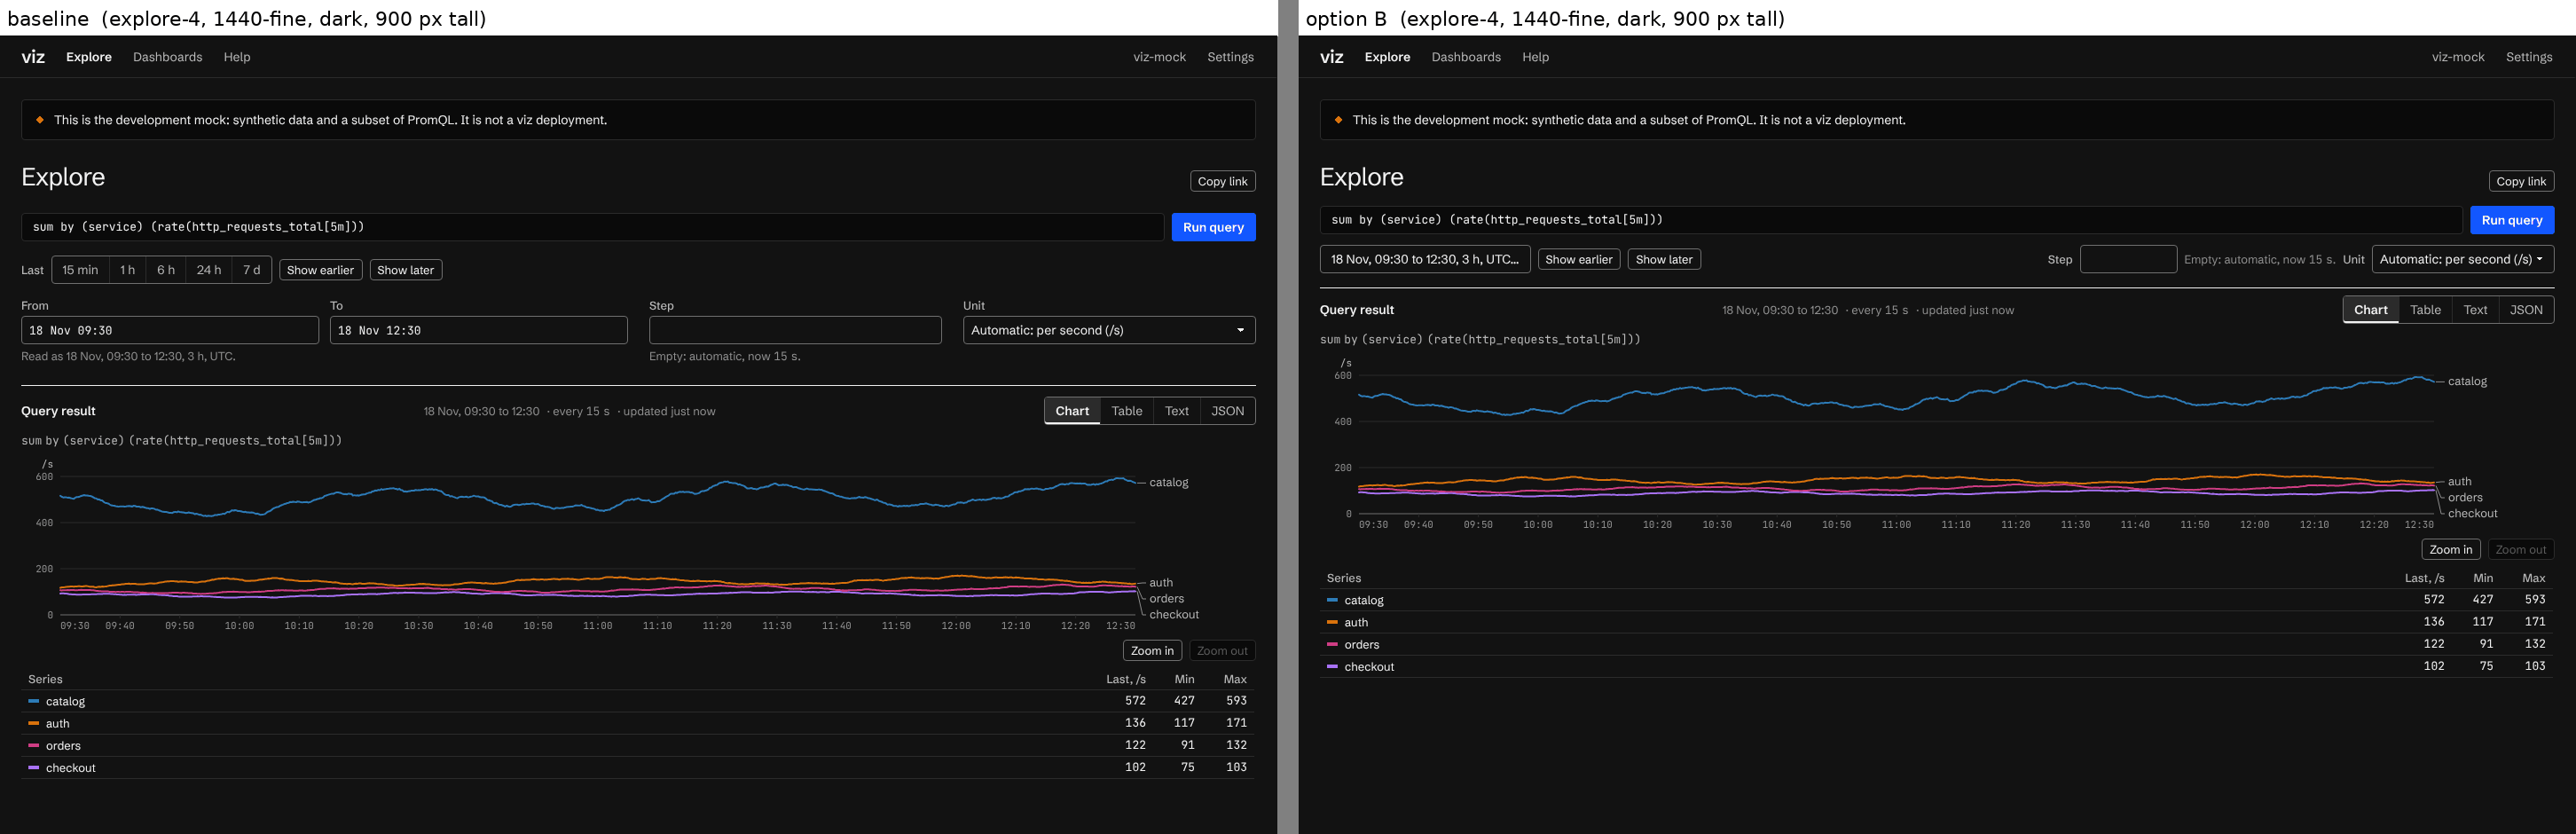 baseline (explore-4, 1440-fine, dark, 900 px tall)
viz Explore Dashboards Help viz-mock Settings
This is the development mock: synthetic data and a subset of PromQL. It is not a viz deployment.
Explore
Copy link
sum by (service) (rate(http_requests_total[5m])) Run query
Last 15 min 1 h 6 h 24 h 7 d Show earlier Show later
From To Step Unit
18 Nov 09:30 18 Nov 12:30 Automatic: per second (/s)
Read as 18 Nov, 09:30 to 12:30, 3 h, UTC. Empty: automatic, now 15 s.
Query result 18 Nov, 09:30 to 12:30 · every 15 s · updated just now Chart Table Text JSON
sum by (service) (rate(http_requests_total[5m]))
/s
600
catalog
400
200
auth
orders
0 checkout
09:30 09:40 09:50 10:00 10:10 10:20 10:30 10:40 10:50 11:00 11:10 11:20 11:30 11:40 11:50 12:00 12:10 12:20 12:30
Zoom in Zoom out
Series Last, /s Min Max
catalog 572 427 593
auth 136 117 171
orders 122 91 132
checkout 102 75 103
option B (explore-4, 1440-fine, dark, 900 px tall)
viz Explore Dashboards Help viz-mock Settings
This is the development mock: synthetic data and a subset of PromQL. It is not a viz deployment.
Explore
Copy link
sum by (service) (rate(http_requests_total[5m])) Run query
18 Nov, 09:30 to 12:30, 3 h, UTC... Show earlier Show later Step Empty: automatic, now 15 s. Unit Automatic: per second (/s)
Query result 18 Nov, 09:30 to 12:30 · every 15 s · updated just now Chart Table Text JSON
sum by (service) (rate(http_requests_total[5m]))
/s
600
catalog
400
200
auth
orders
0 checkout
09:30 09:40 09:50 10:00 10:10 10:20 10:30 10:40 10:50 11:00 11:10 11:20 11:30 11:40 11:50 12:00 12:10 12:20 12:30
Zoom in Zoom out
Series Last, /s Min Max
catalog 572 427 593
auth 136 117 171
orders 122 91 132
checkout 102 75 103